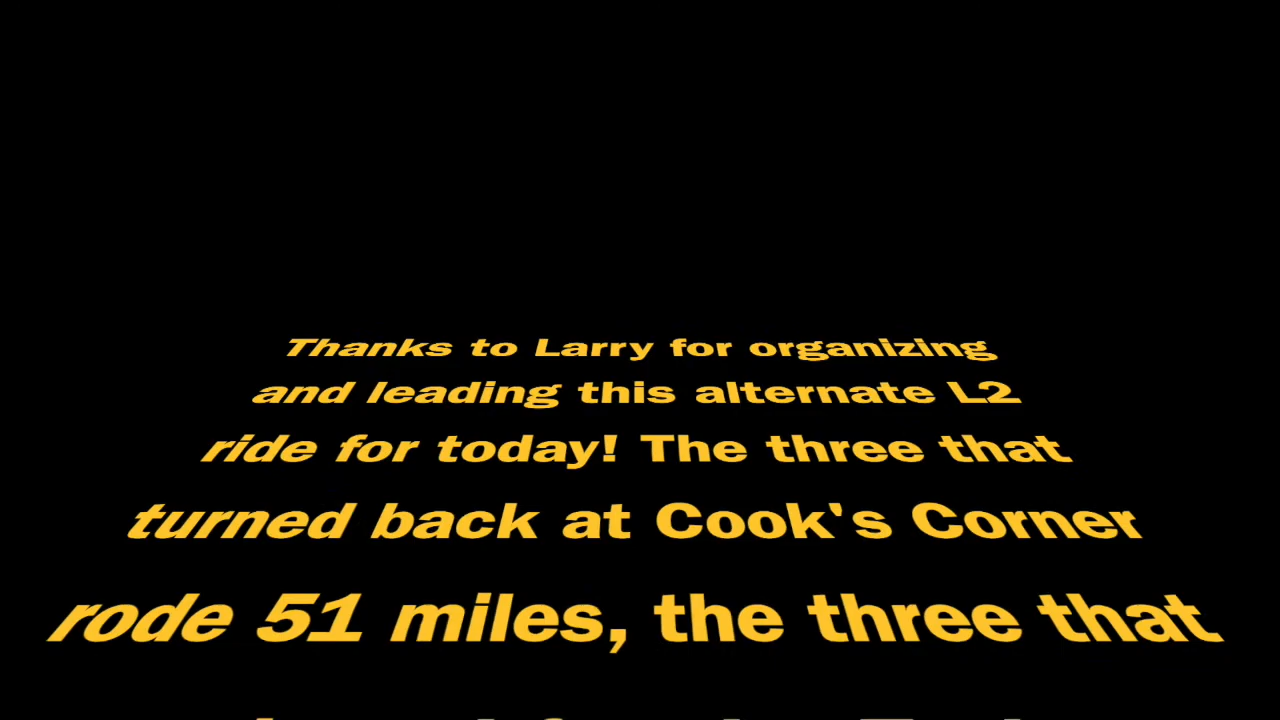 Thanks to Larry for organizing
and leading this alternate L2
ride for today! The three that
turned back at Cook's Corner
rode 51 miles, the three that